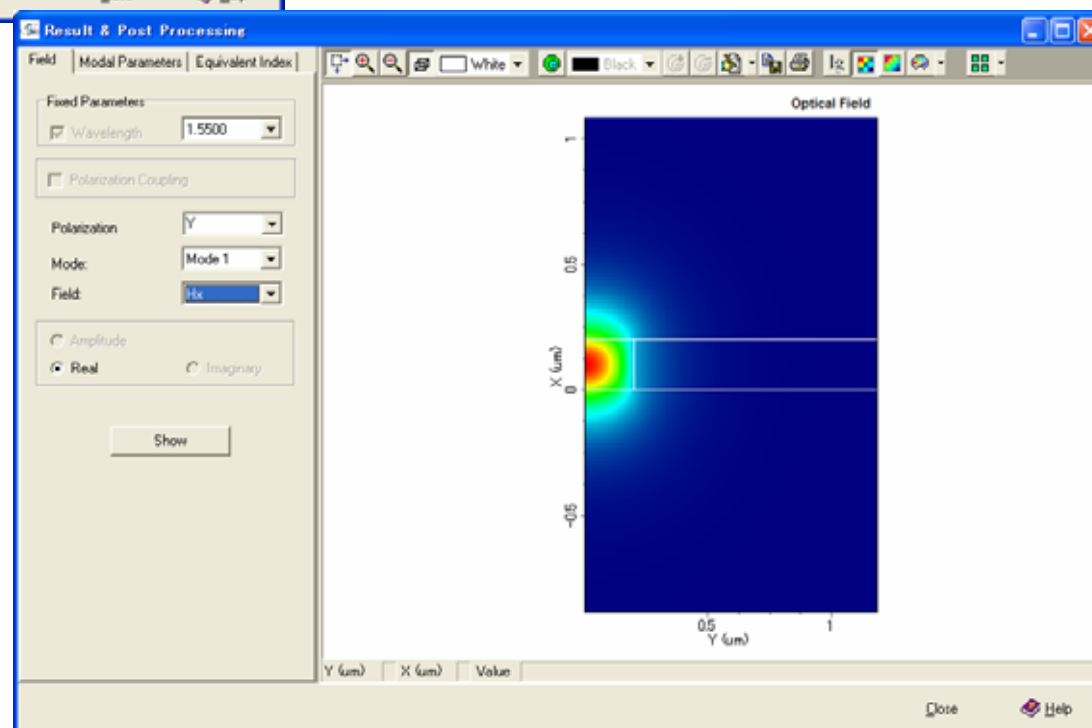 Result & Post Processing
Field Modal Parameters Equivalent Index
White Black lg
Fixed Parameters
Wavelength 1.5500
Polarization Coupling
Polarization Y
Mode: Mode 1
Field: Hx
Amplitude
Real Imaginary
Show
Optical Field
1
0.5
X (um)
0
-0.5
0.5 1
Y (um)
Y (um) X (um) Value
Close Help